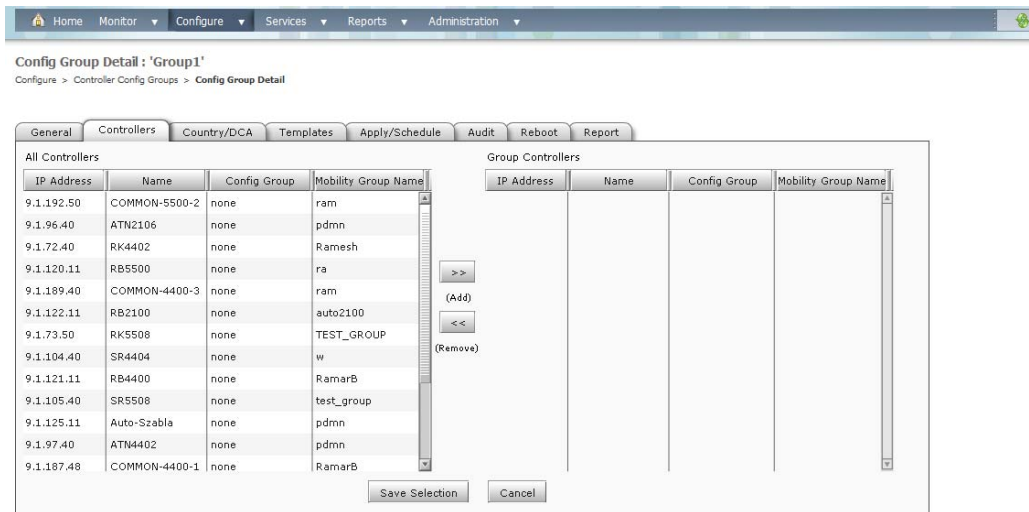 Home Monitor Configure Services Reports Administration
Config Group Detail : 'Group1'
Configure > Controller Config Groups > Config Group Detail
General Controllers Country/DCA Templates Apply/Schedule Audit Reboot Report
All Controllers Group Controllers
IP Address Name Config Group Mobility Group Name IP Address Name Config Group Mobility Group Name
9.1.192.50 COMMON-5500-2 none ram
9.1.96.40 ATN2106 none pdmn
9.1.72.40 RK4402 none Ramesh
9.1.120.11 RB5500 none ra
>>
9.1.189.40 COMMON-4400-3 none ram
(Add)
9.1.122.11 RB2100 none auto2100
<<
9.1.73.50 RK5508 none TEST_GROUP
(Remove)
9.1.104.40 SR4404 none w
9.1.121.11 RB4400 none RamarB
9.1.105.40 SR5508 none test_group
9.1.125.11 Auto-Szabla none pdmn
9.1.97.40 ATN4402 none pdmn
9.1.187.48 COMMON-4400-1 none RamarB
Save Selection Cancel